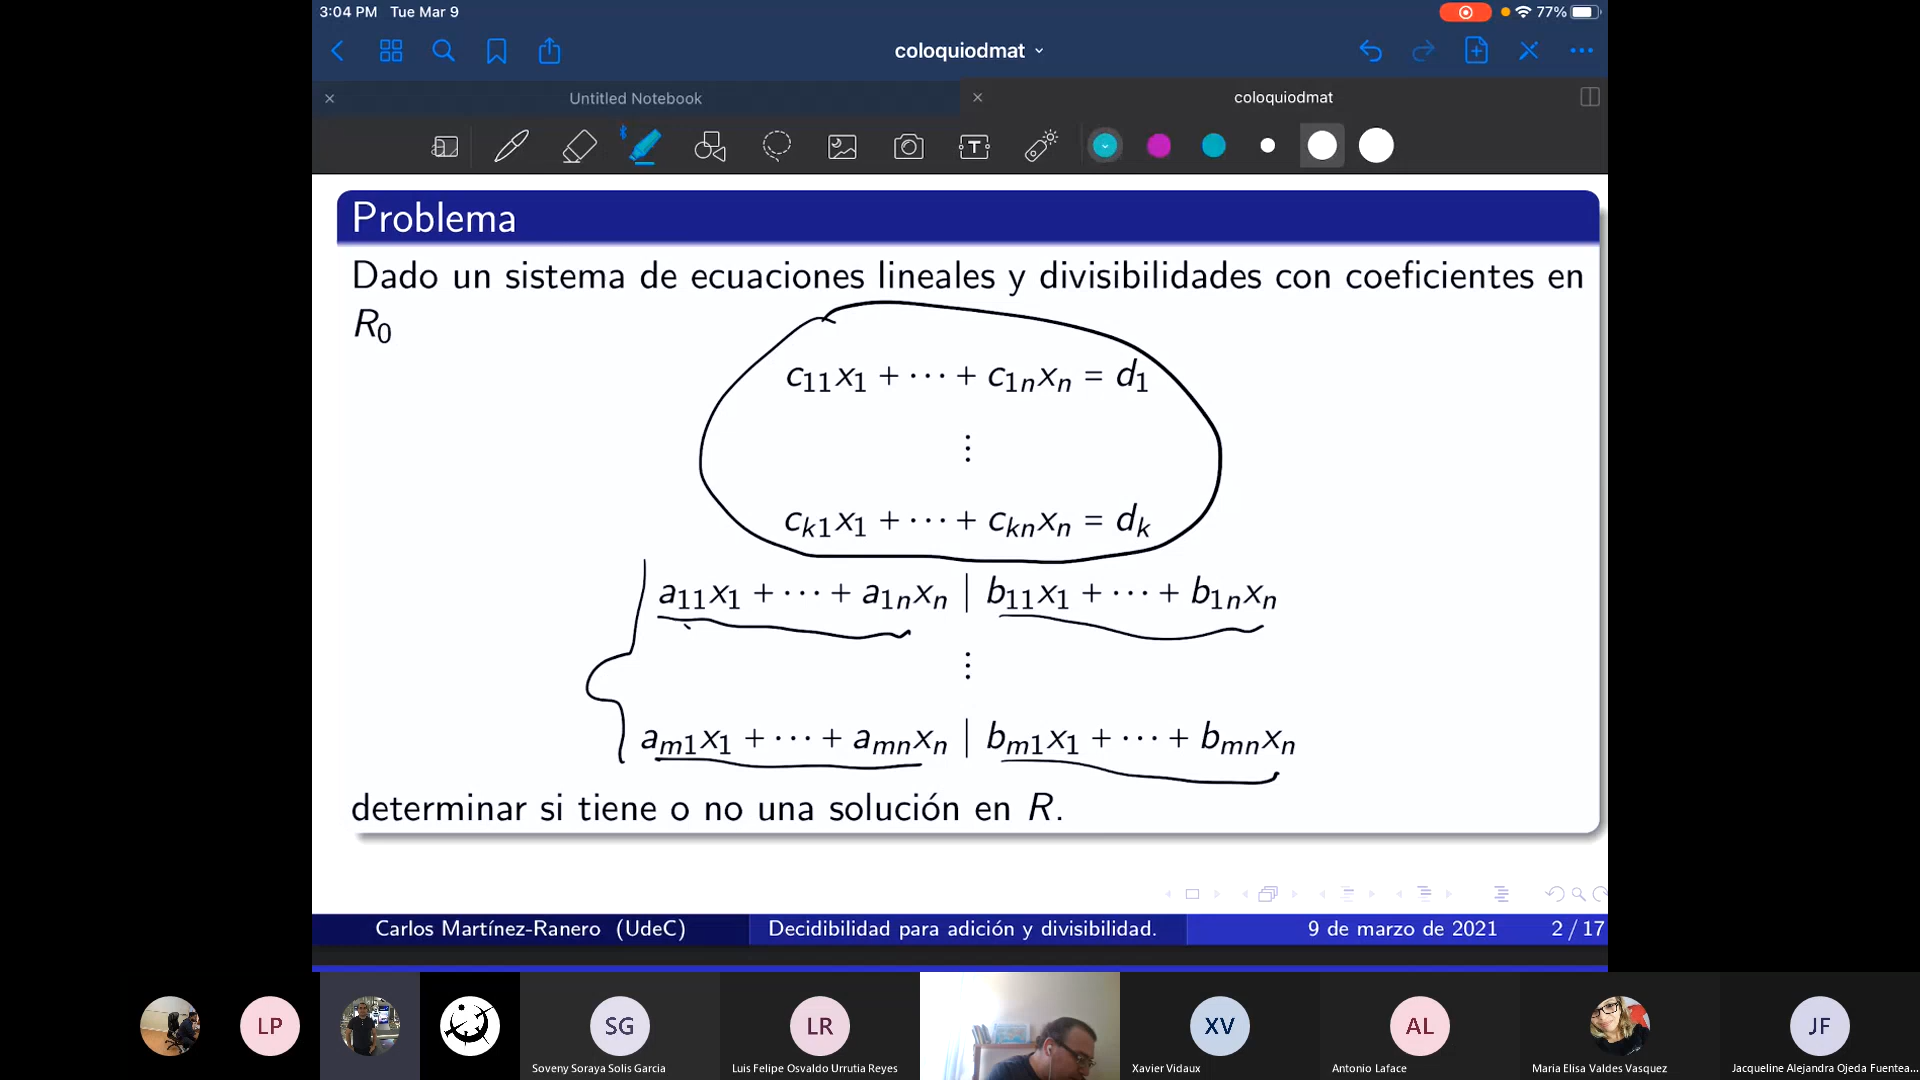 3:04 PM Tue Mar 9
77%
coloquiodmat
Untitled Notebook
coloquiodmat
Problema
Dado un sistema de ecuaciones lineales y divisibilidades con coeficientes en
R₀
c₁₁x₁ + ··· + c₁ₙxₙ = d₁
⋮
cₖ₁x₁ + ··· + cₖₙxₙ = dₖ
a₁₁x₁ + ··· + a₁ₙxₙ | b₁₁x₁ + ··· + b₁ₙxₙ
⋮
aₘ₁x₁ + ··· + aₘₙxₙ | bₘ₁x₁ + ··· + bₘₙxₙ
determinar si tiene o no una solución en R.
Carlos Martínez-Ranero (UdeC) Decidibilidad para adición y divisibilidad. 9 de marzo de 2021 2 / 17
LP SG LR XV AL JF
Soveny Soraya Solis Garcia Luis Felipe Osvaldo Urrutia Reyes Xavier Vidaux Antonio Laface Maria Elisa Valdes Vasquez Jacqueline Alejandra Ojeda Fuentea...